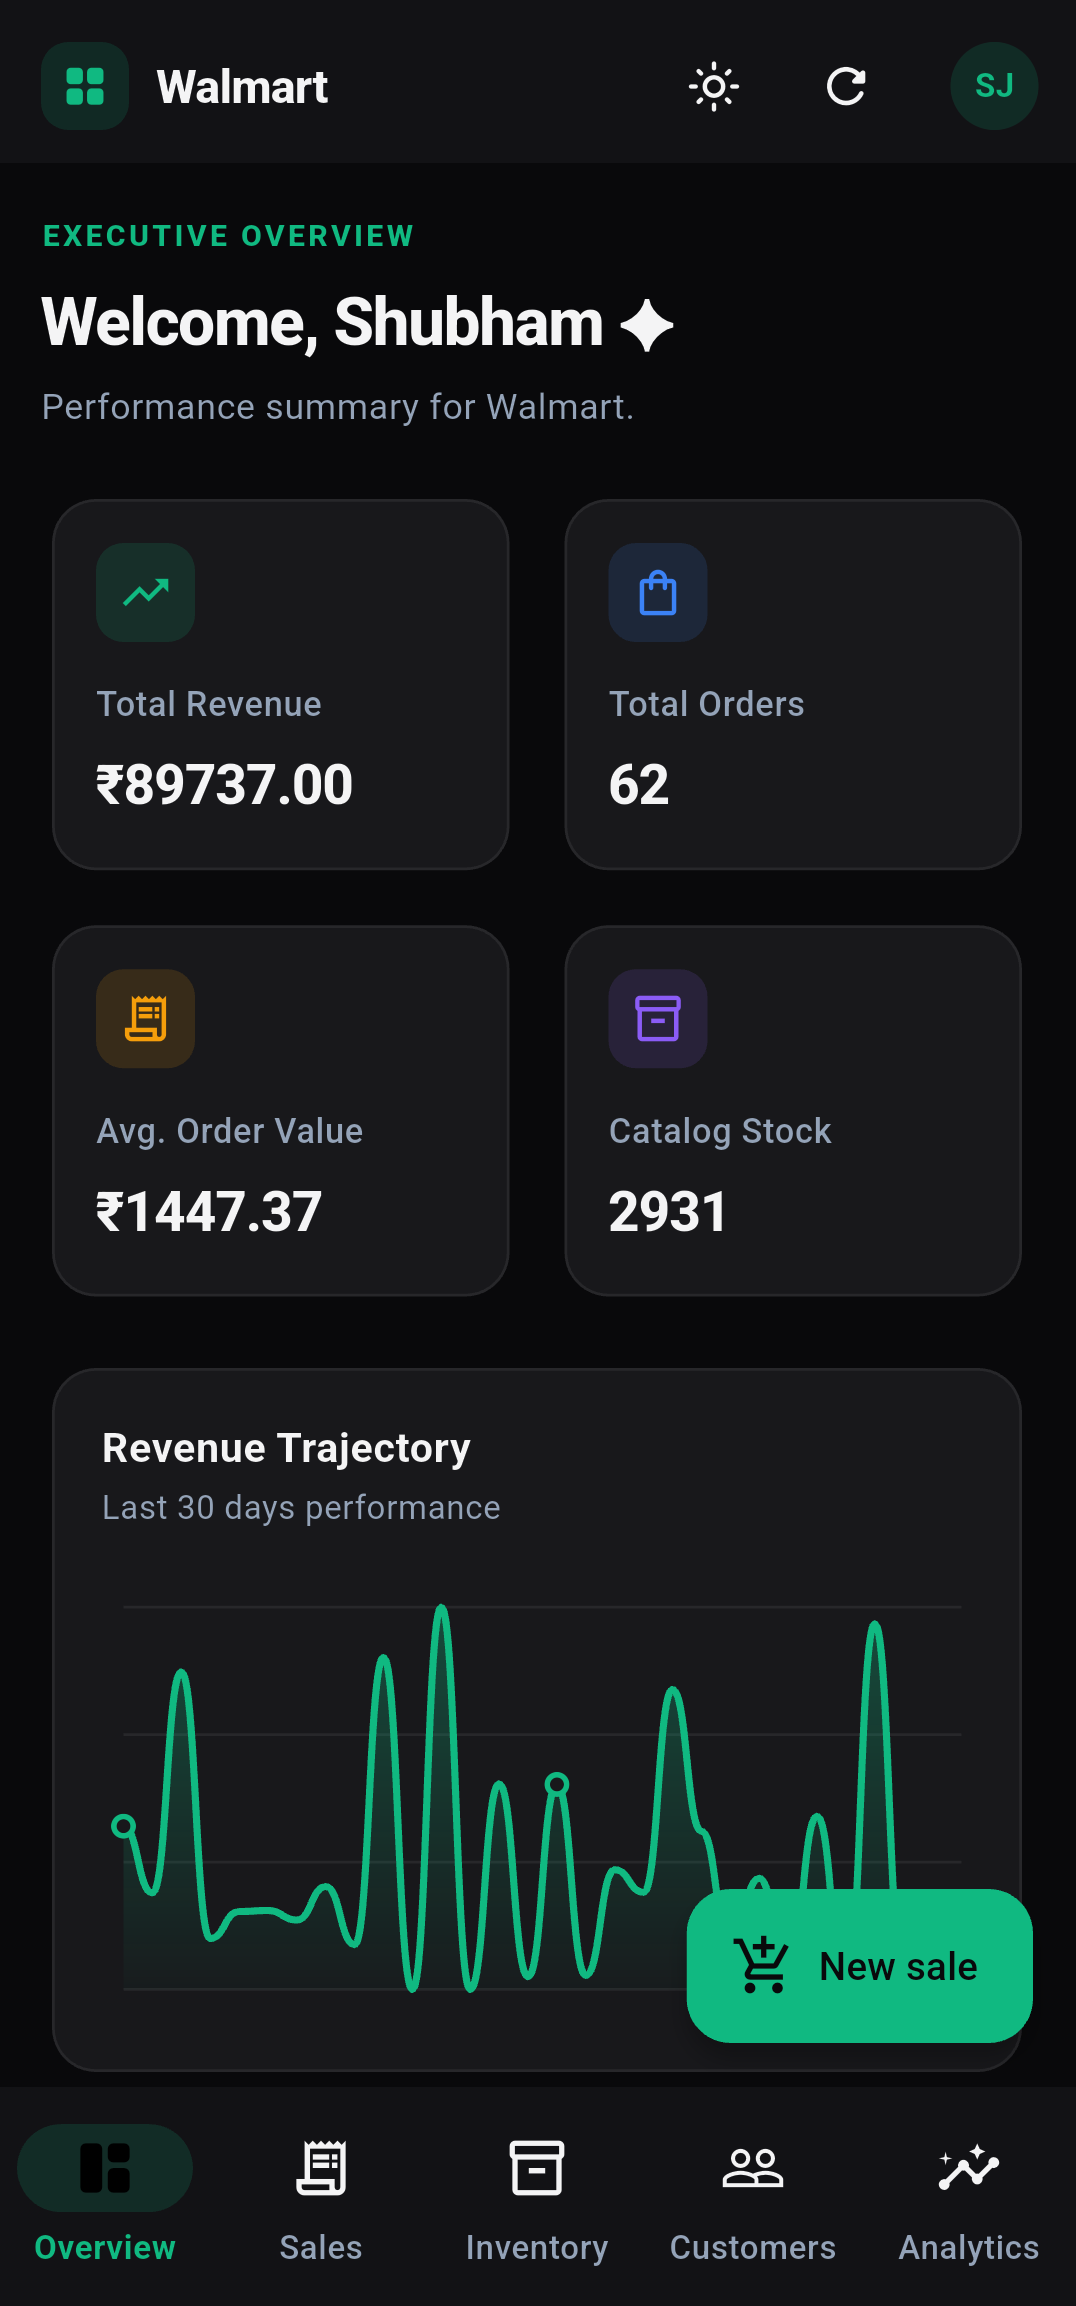 Walmart
SJ
EXECUTIVE OVERVIEW
Welcome, Shubham ✦
Performance summary for Walmart.
Total Revenue
₹89737.00
Total Orders
62
Avg. Order Value
₹1447.37
Catalog Stock
2931
Revenue Trajectory
Last 30 days performance
New sale
Overview
Sales
Inventory
Customers
Analytics